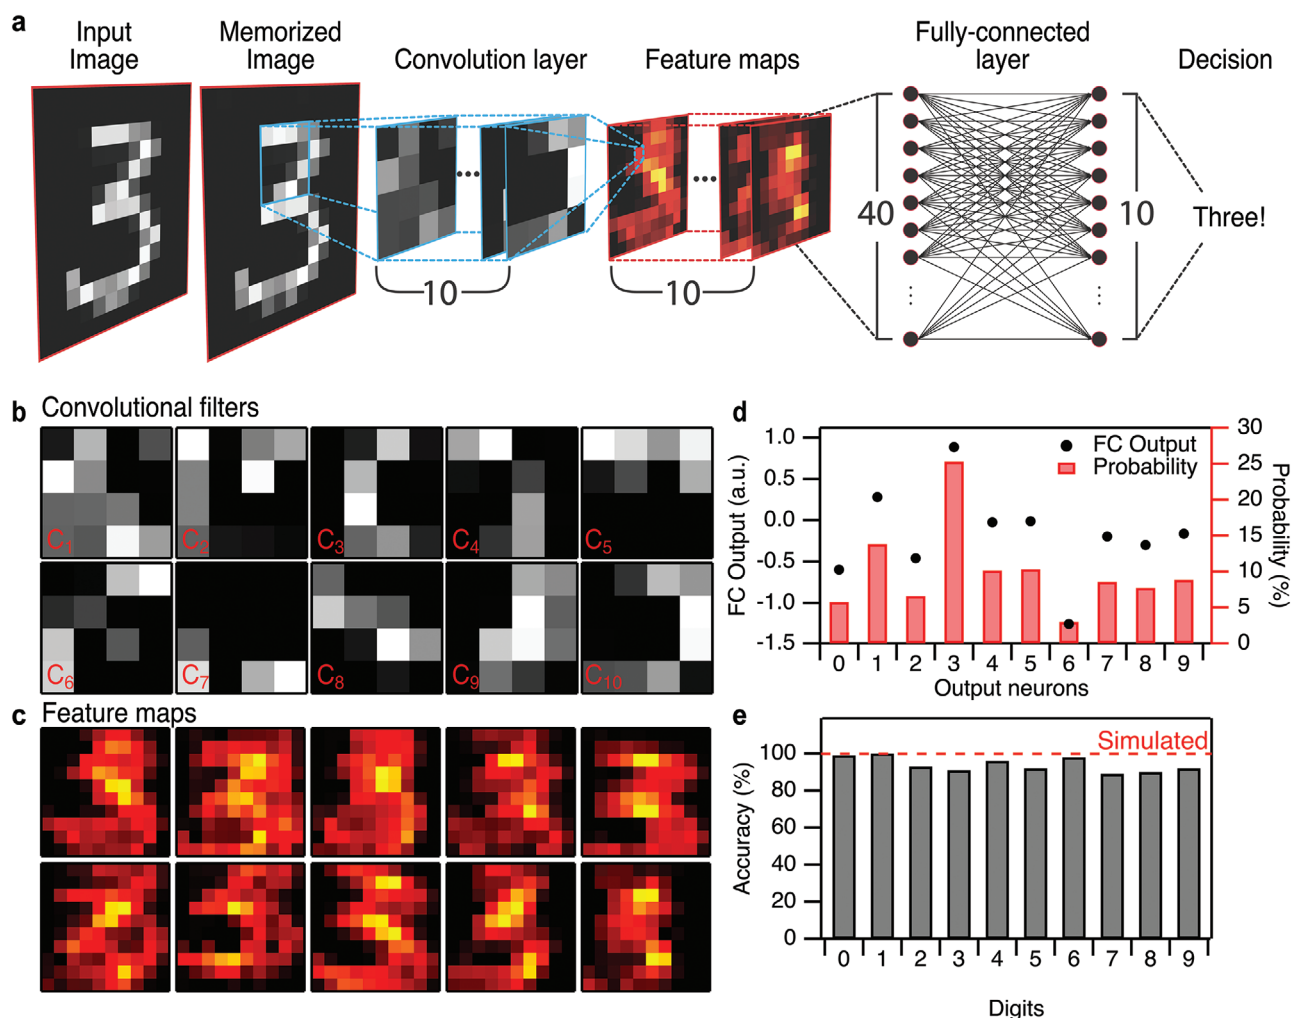 a
Input Image
Memorized Image
Convolution layer
Feature maps
Fully-connected layer
Decision
10
10
40
10
Three!
b Convolutional filters
C1 C2 C3 C4 C5
C6 C7 C8 C9 C10
c Feature maps
d
FC Output (a.u.)
1.0
0.5
0.0
-0.5
-1.0
-1.5
FC Output
Probability
30
25
20
15
10
5
0
Probability (%)
0 1 2 3 4 5 6 7 8 9
Output neurons
e
Accuracy (%)
100
80
60
40
20
0
Simulated
0 1 2 3 4 5 6 7 8 9
Digits